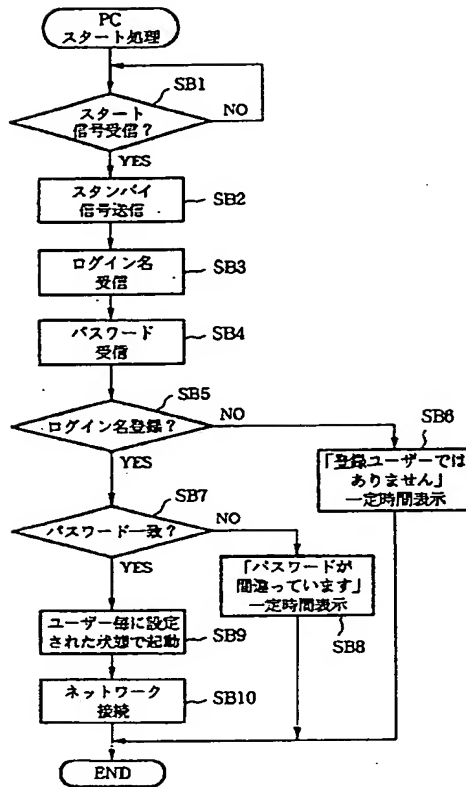 PC
スタート処理
SB1
スタート
信号受信?
NO
YES
スタンバイ
信号送信
SB2
ログイン名
受信
SB3
パスワード
受信
SB4
SB5
ログイン名登録?
NO
YES
SB6
「登録ユーザーでは
ありません」
一定時間表示
SB7
パスワード一致?
NO
YES
「パスワードが
間違っています」
一定時間表示
SB8
ユーザー毎に設定
された状態で起動
SB9
ネットワーク
接続
SB10
END